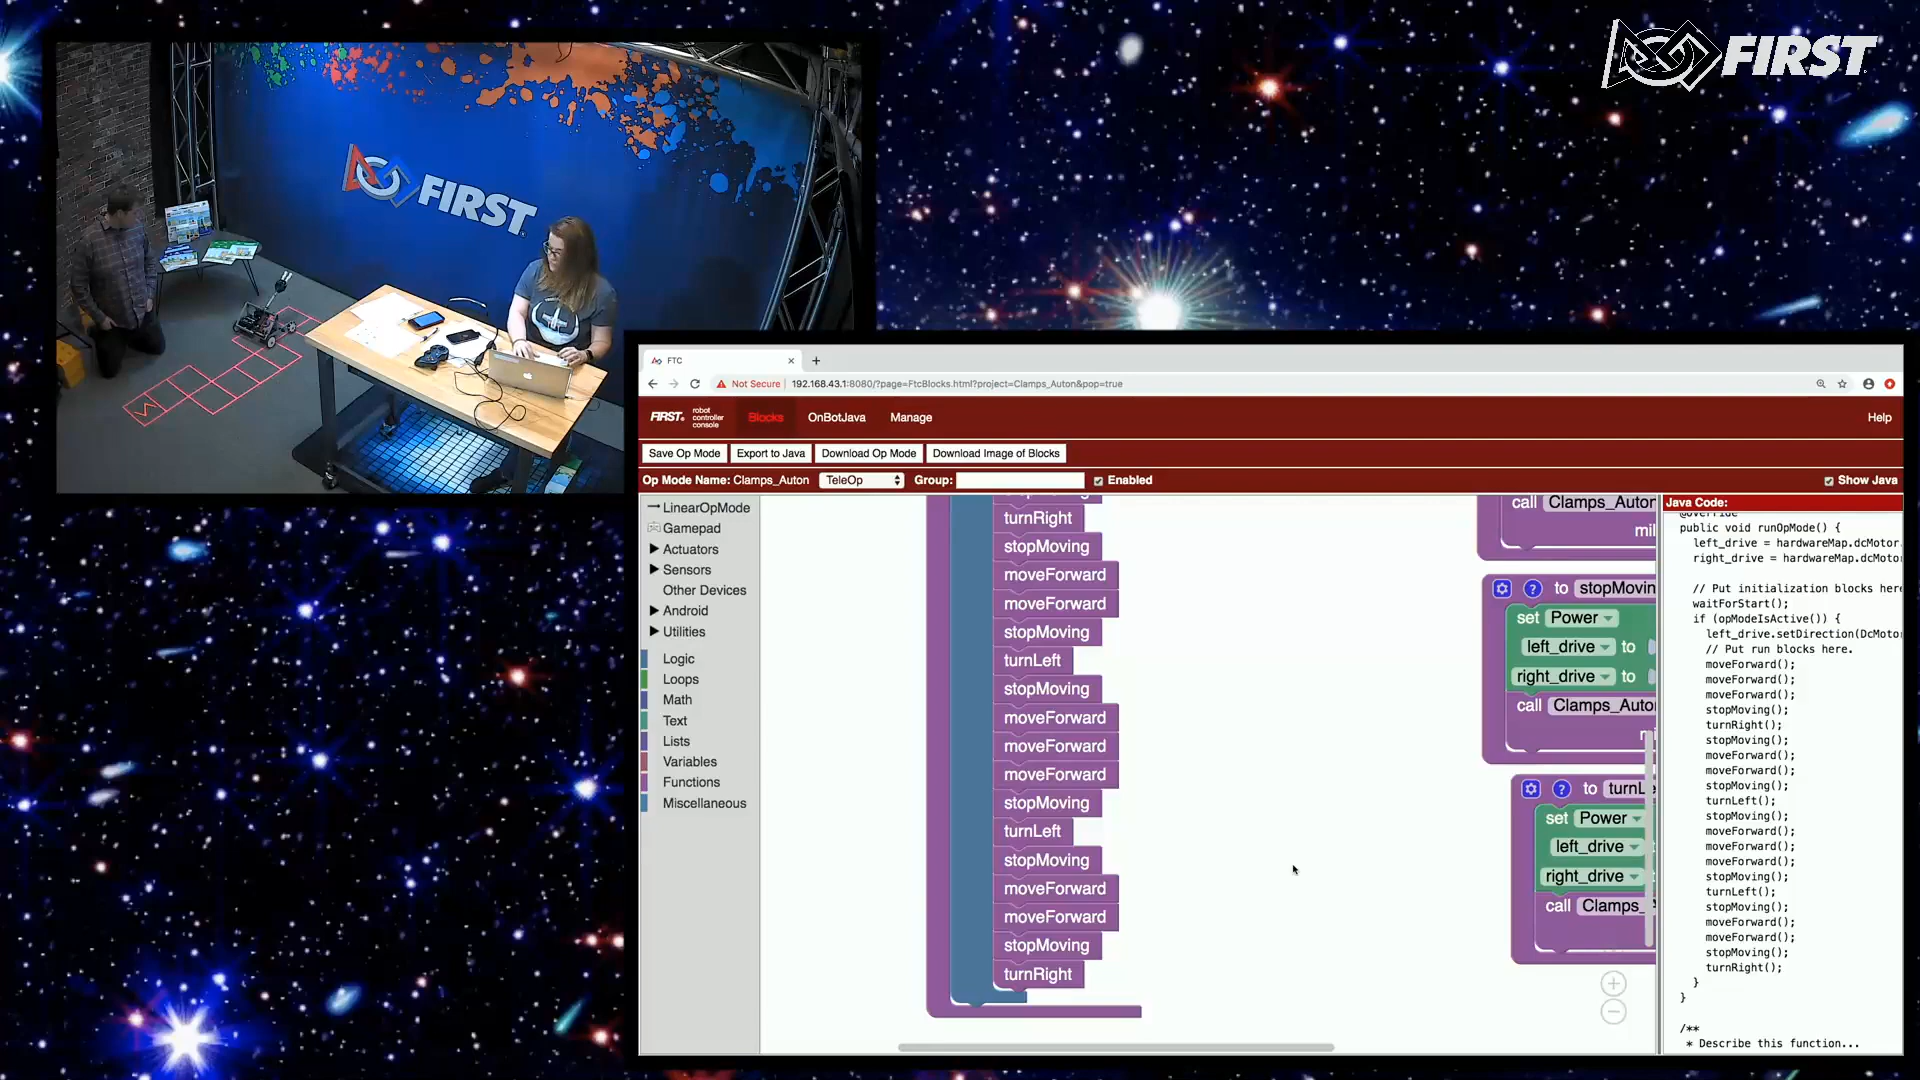 FIRST
FIRST
FTC
Not Secure
192.168.43.1:8080/?page=FtcBlocks.html?project=Clamps_Auton&pop=true
FIRST
robot
controller
console
Blocks
OnBotJava
Manage
Help
Save Op Mode
Export to Java
Download Op Mode
Download Image of Blocks
Op Mode Name: Clamps_Auton
TeleOp
Group:
Enabled
Show Java
LinearOpMode
Gamepad
Actuators
Sensors
Other Devices
Android
Utilities
Logic
Loops
Math
Text
Lists
Variables
Functions
Miscellaneous
turnRight
stopMoving
moveForward
moveForward
stopMoving
turnLeft
stopMoving
moveForward
moveForward
moveForward
stopMoving
turnLeft
stopMoving
moveForward
moveForward
stopMoving
turnRight
call Clamps_Auton
mil
to stopMovin
set Power
left_drive to
right_drive to
call Clamps_Auto
to turnLe
set Power
left_drive
right_drive
call Clamps_
Java Code:
@Override
public void runOpMode() {
left_drive = hardwareMap.dcMotor.
right_drive = hardwareMap.dcMotor
// Put initialization blocks here
waitForStart();
if (opModeIsActive()) {
left_drive.setDirection(DcMotor
// Put run blocks here.
moveForward();
moveForward();
moveForward();
stopMoving();
turnRight();
stopMoving();
moveForward();
moveForward();
stopMoving();
turnLeft();
stopMoving();
moveForward();
moveForward();
moveForward();
stopMoving();
turnLeft();
stopMoving();
moveForward();
moveForward();
stopMoving();
turnRight();
}
}
/**
* Describe this function...